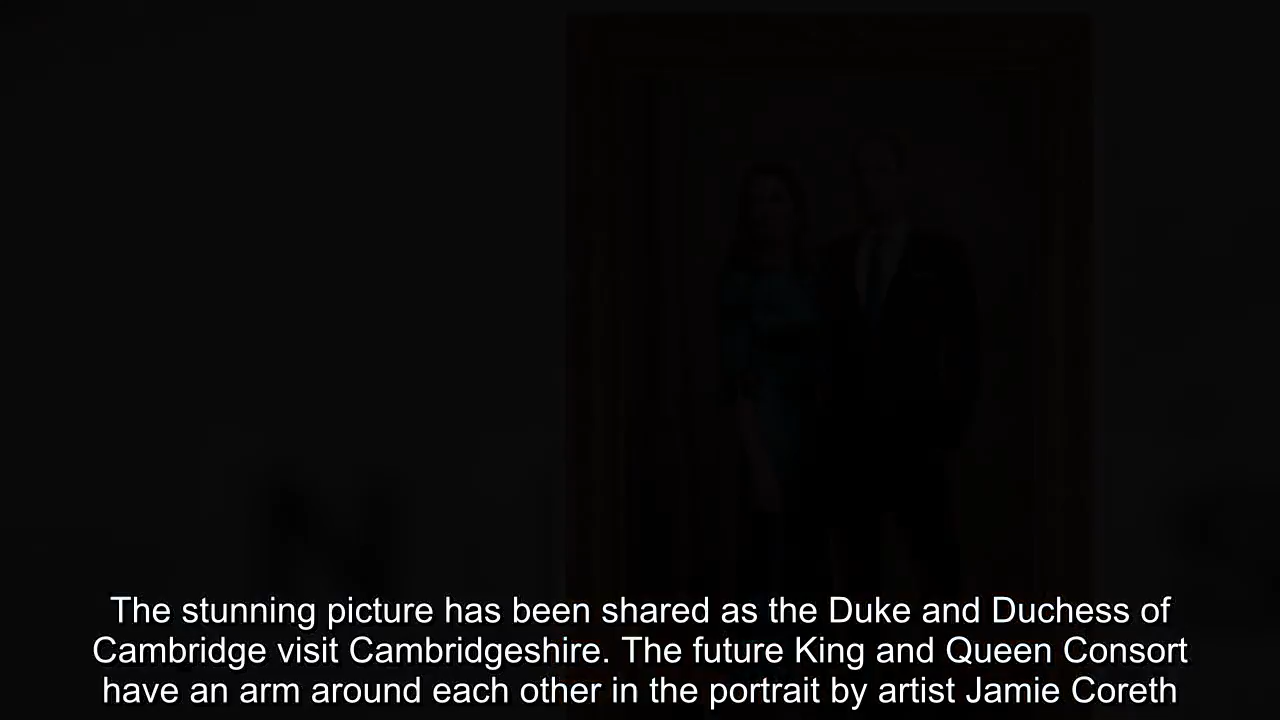 The stunning picture has been shared as the Duke and Duchess of
Cambridge visit Cambridgeshire. The future King and Queen Consort
have an arm around each other in the portrait by artist Jamie Coreth